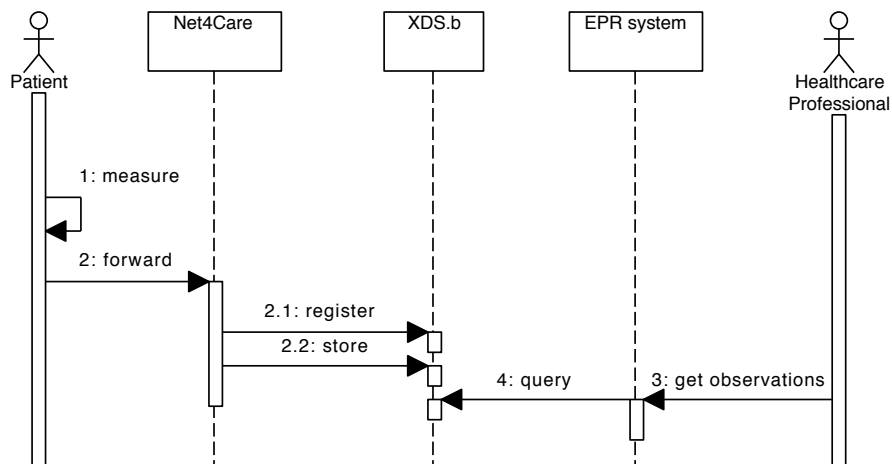 Net4Care
XDS.b
EPR system
Patient
Healthcare
Professional
1: measure
2: forward
2.1: register
2.2: store
4: query
3: get observations